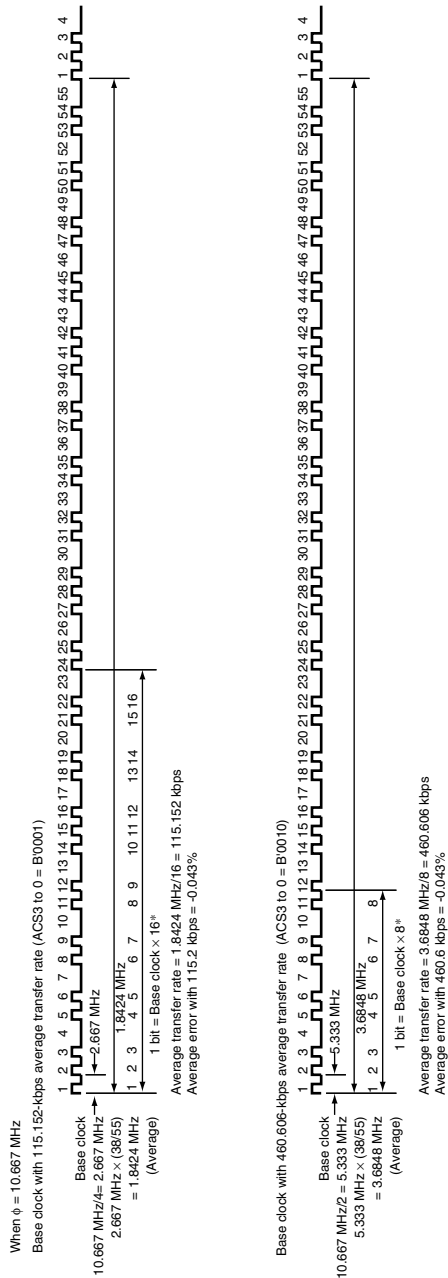 When φ = 10.667 MHz
Base clock with 115.152-kbps average transfer rate (ACS3 to 0 = B'0001)
1 2 3 4 5 6 7 8 9 10 11 12 13 14 15 16 17 18 19 20 21 22 23 24 25 26 27 28 29 30 31 32 33 34 35 36 37 38 39 40 41 42 43 44 45 46 47 48 49 50 51 52 53 54 55 1 2 3 4
Base clock
10.667 MHz/4= 2.667 MHz
2.667 MHz
2.667 MHz × (38/55)
1.8424 MHz
= 1.8424 MHz
1 2 3 4 5 6 7 8 9 10 11 12 13 14 15 16
(Average)
1 bit = Base clock × 16*
Average transfer rate = 1.8424 MHz/16 = 115.152 kbps
Average error with 115.2 kbps = -0.043%
Base clock with 460.606-kbps average transfer rate (ACS3 to 0 = B'0010)
1 2 3 4 5 6 7 8 9 10 11 12 13 14 15 16 17 18 19 20 21 22 23 24 25 26 27 28 29 30 31 32 33 34 35 36 37 38 39 40 41 42 43 44 45 46 47 48 49 50 51 52 53 54 55 1 2 3 4
Base clock
10.667 MHz/2 = 5.333 MHz
5.333 MHz
5.333 MHz × (38/55)
3.6848 MHz
= 3.6848 MHz
1 2 3 4 5 6 7 8
(Average)
1 bit = Base clock × 8*
Average transfer rate = 3.6848 MHz/8 = 460.606 kbps
Average error with 460.6 kbps = -0.043%